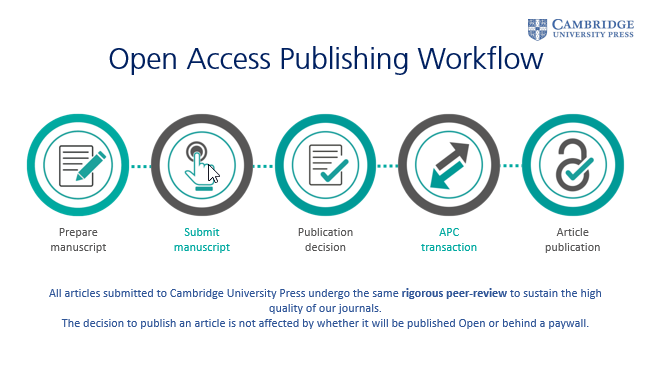 CAMBRIDGE
UNIVERSITY PRESS
Open Access Publishing Workflow
Prepare
manuscript
Submit
manuscript
Publication
decision
APC
transaction
Article
publication
All articles submitted to Cambridge University Press undergo the same rigorous peer-review to sustain the high
quality of our journals.
The decision to publish an article is not affected by whether it will be published Open or behind a paywall.